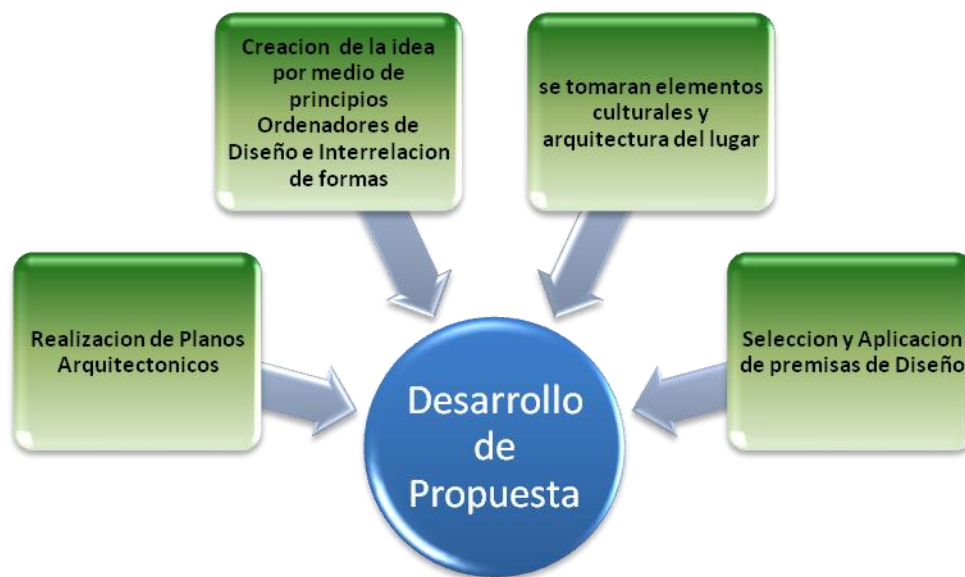 Creacion de la idea
por medio de
principios
Ordenadores de
Diseño e Interrelacion
de formas
se tomaran elementos
culturales y
arquitectura del lugar
Realizacion de Planos
Arquitectonicos
Seleccion y Aplicacion
de premisas de Diseño
Desarrollo
de
Propuesta